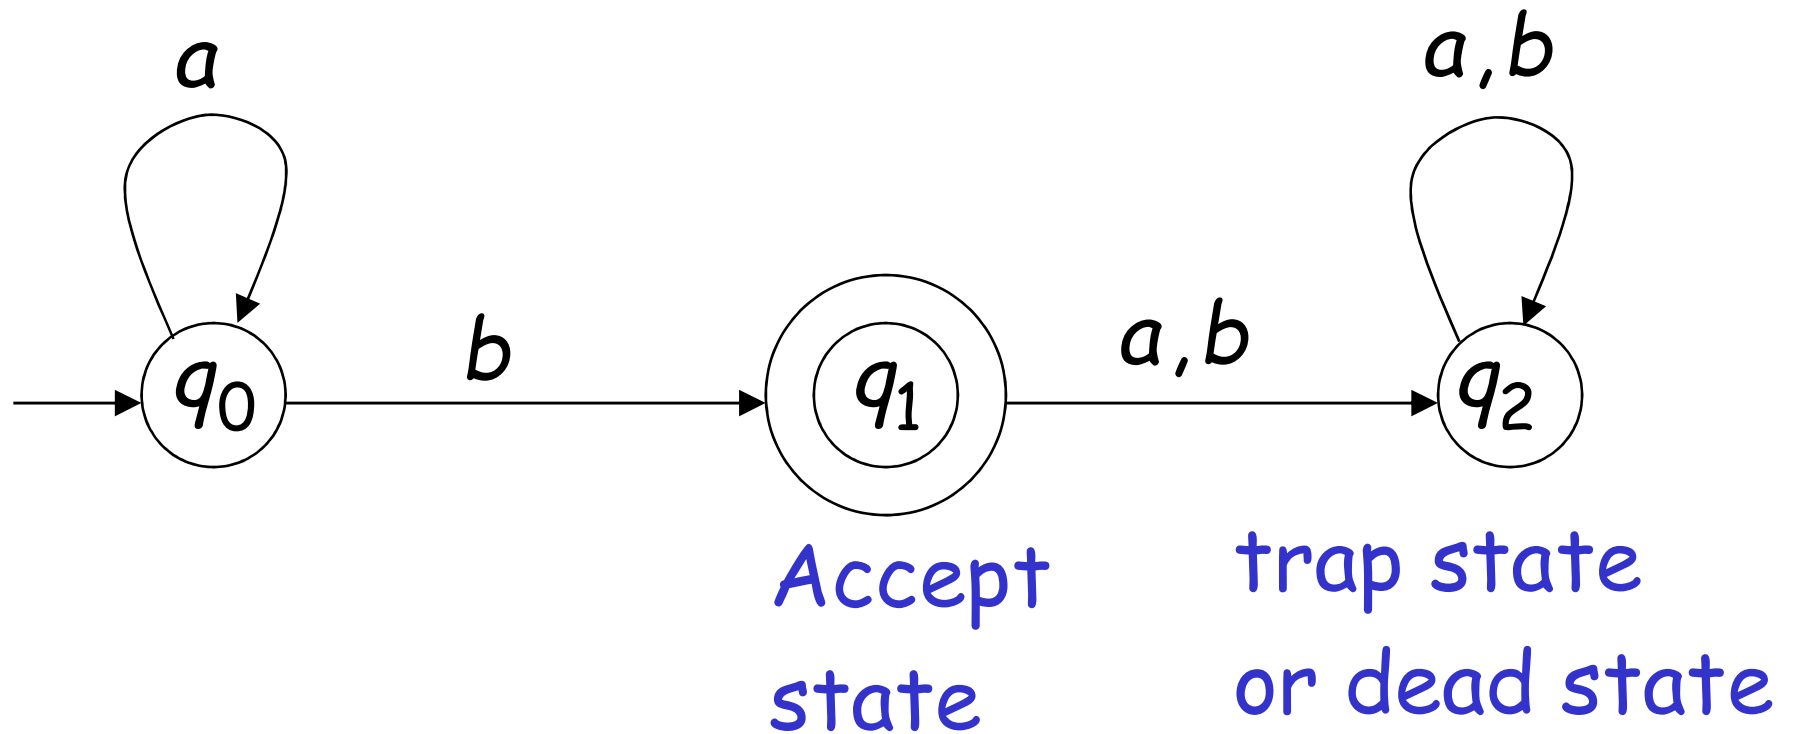 a
a,b
b
a,b
q0
q1
q2
Accept
state
trap state
or dead state